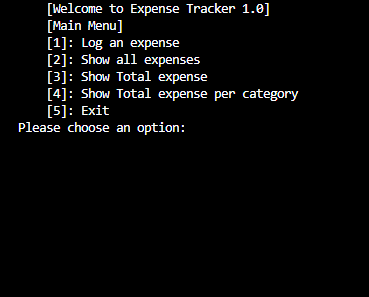 [Welcome to Expense Tracker 1.0]
[Main Menu]
[1]: Log an expense
[2]: Show all expenses
[3]: Show Total expense
[4]: Show Total expense per category
[5]: Exit
Please choose an option: